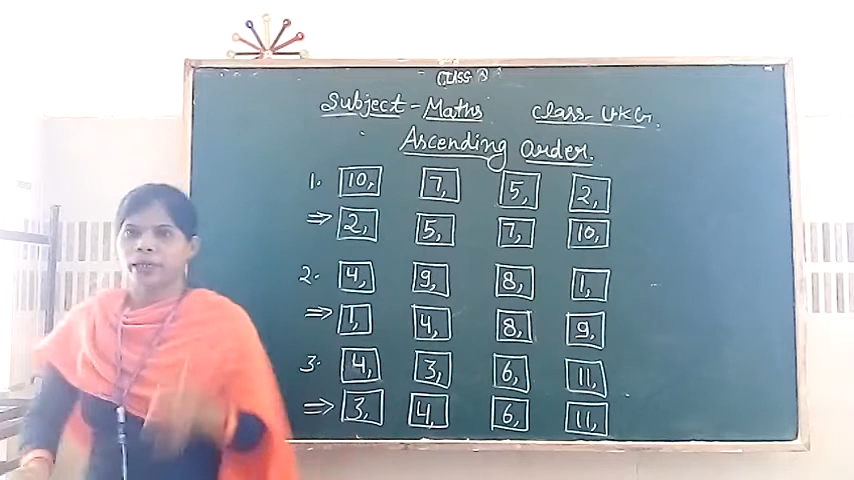 CLASS
Subject - Maths class - UKG.
Ascending order.
1. 10, 7, 5, 2,
⇒ 2, 5, 7, 10,
2. 4, 9, 8, 1,
⇒ 1, 4, 8, 9,
3. 4, 3, 6, 11,
⇒ 3, 4, 6, 11,